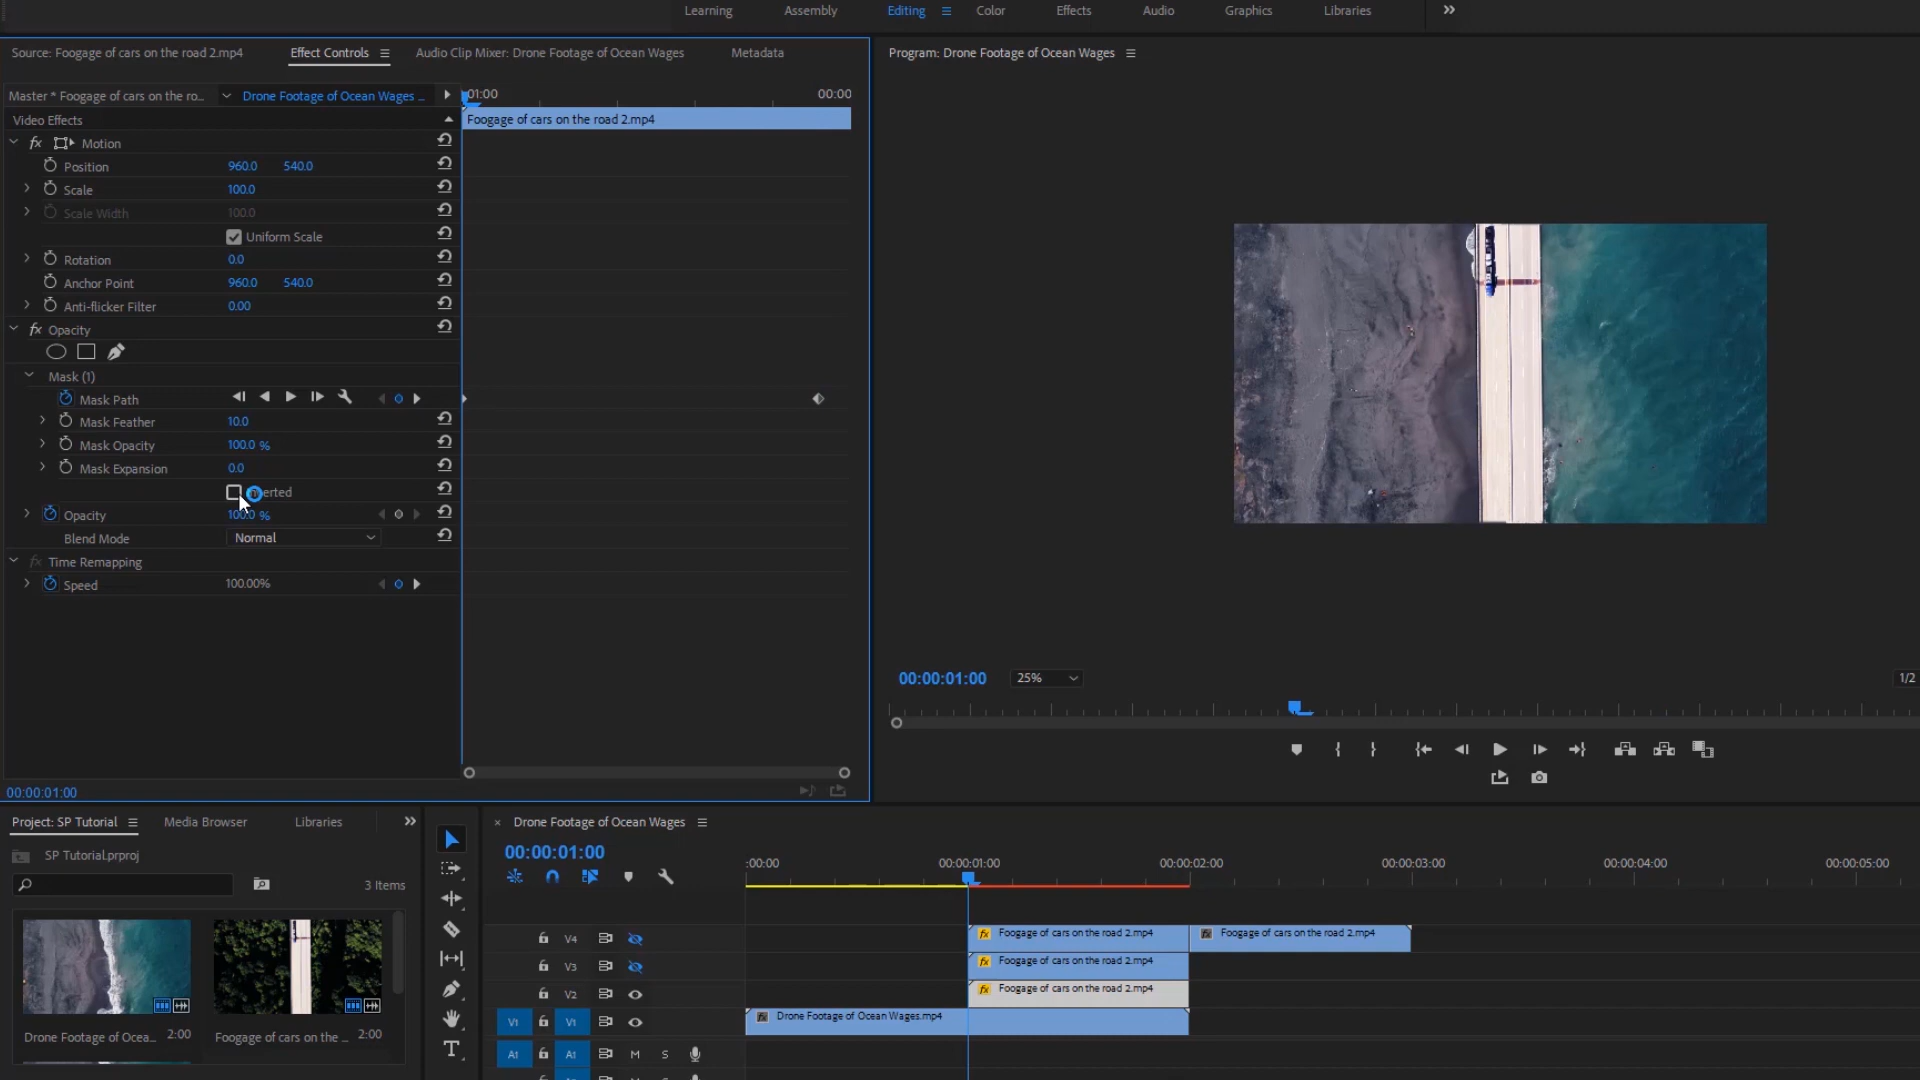 Learning Assembly Editing Color Effects Audio Graphics Libraries
Source: Foogage of cars on the road 2.mp4 Effect Controls Audio Clip Mixer: Drone Footage of Ocean Wages Metadata
Program: Drone Footage of Ocean Wages
Master * Foogage of cars on the ro... Drone Footage of Ocean Wages ... 01:00 00:00
Video Effects Foogage of cars on the road 2.mp4
fx Motion
Position 960.0 540.0
Scale 100.0
Scale Width 100.0
Uniform Scale
Rotation 0.0
Anchor Point 960.0 540.0
Anti-flicker Filter 0.00
fx Opacity
Mask (1)
Mask Path
Mask Feather 10.0
Mask Opacity 100.0 %
Mask Expansion 0.0
erted
Opacity 100.0 %
Blend Mode Normal
fx Time Remapping
Speed 100.00%
00:00:01:00 25% 1/2
00:00:01:00
Project: SP Tutorial Media Browser Libraries
SP Tutorial.prproj
3 Items
Drone Footage of Ocea... 2:00 Foogage of cars on the ... 2:00
× Drone Footage of Ocean Wages
00:00:01:00
:00:00 00:00:01:00 00:00:02:00 00:00:03:00 00:00:04:00 00:00:05:00
V4 fx Foogage of cars on the road 2.mp4 fx Foogage of cars on the road 2.mp4
V3 fx Foogage of cars on the road 2.mp4
V2 fx Foogage of cars on the road 2.mp4
V1 V1 fx Drone Footage of Ocean Wages.mp4
A1 A1 M S
T